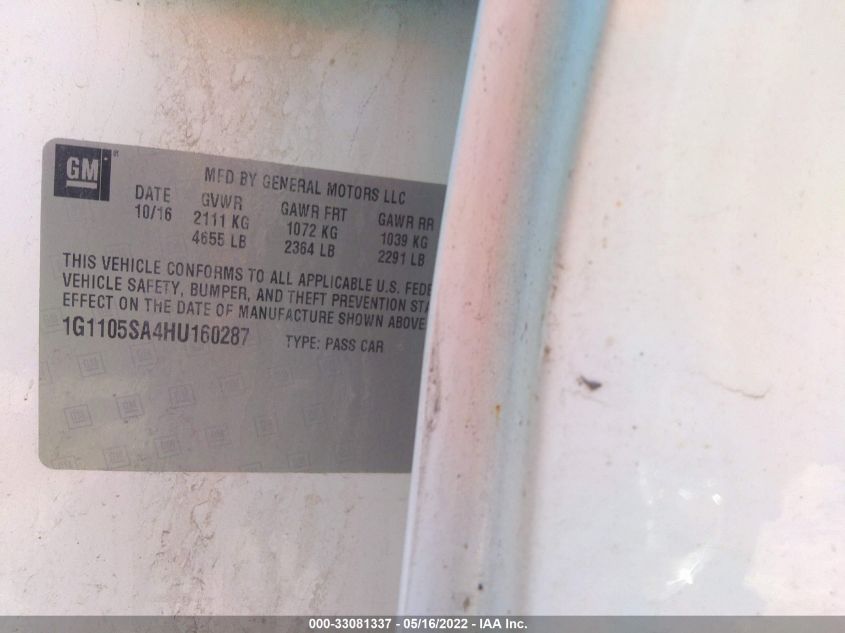 GM
MFD BY GENERAL MOTORS LLC
DATE GVWR GAWR FRT GAWR RR
10/16 2111 KG 1072 KG 1039 KG
4655 LB 2364 LB 2291 LB
THIS VEHICLE CONFORMS TO ALL APPLICABLE U.S. FEDE
VEHICLE SAFETY, BUMPER, AND THEFT PREVENTION STA
EFFECT ON THE DATE OF MANUFACTURE SHOWN ABOVE
1G1105SA4HU160287 TYPE: PASS CAR
000-33081337 - 05/16/2022 - IAA Inc.